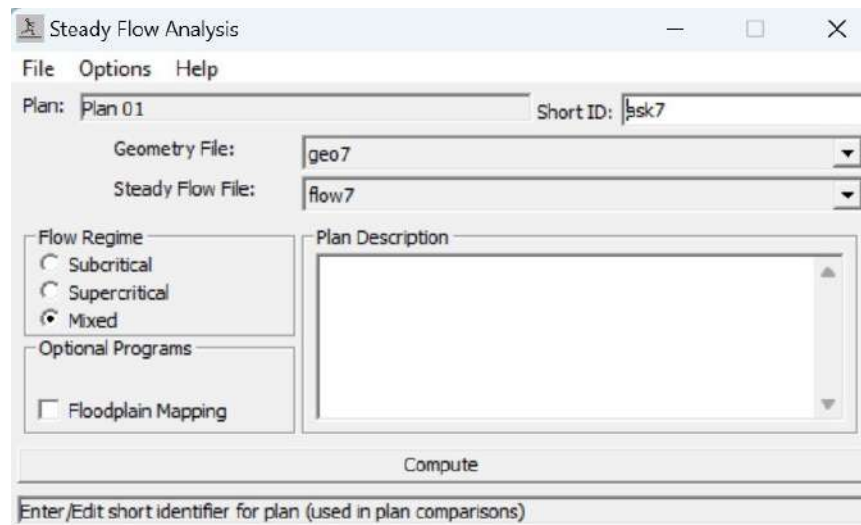 Steady Flow Analysis
File Options Help
Plan: Plan 01 Short ID: ask7
Geometry File: geo7
Steady Flow File: flow7
Flow Regime Plan Description
Subcritical
Supercritical
Mixed
Optional Programs
Floodplain Mapping
Compute
Enter/Edit short identifier for plan (used in plan comparisons)